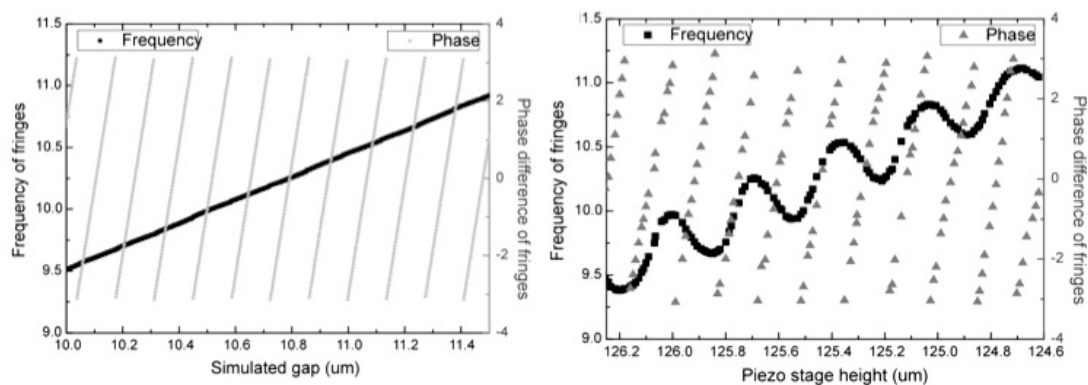 11.5
11.0
10.5
10.0
9.5
9.0
Frequency of fringes
Frequency
Phase
4
2
0
-2
-4
Phase difference of fringes
10.0 10.2 10.4 10.6 10.8 11.0 11.2 11.4
Simulated gap (um)
11.5
11.0
10.5
10.0
9.5
9.0
Frequency of fringes
Frequency
Phase
4
3
2
1
0
-1
-2
-3
-4
Phase difference of fringes
126.2 126.0 125.8 125.6 125.4 125.2 125.0 124.8 124.6
Piezo stage height (um)